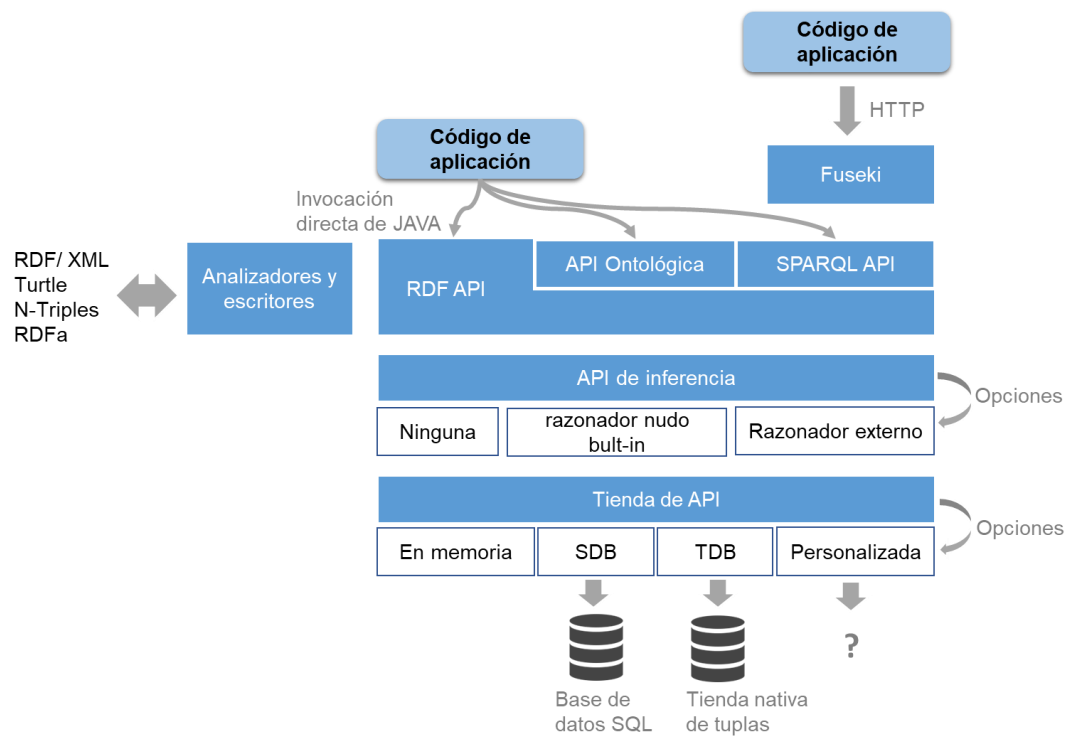 Código de
aplicación
HTTP
Fuseki
Código de
aplicación
Invocación
directa de JAVA
RDF/ XML
Turtle
N-Triples
RDFa
Analizadores y
escritores
RDF API
API Ontológica
SPARQL API
API de inferencia
Opciones
Ninguna
razonador nudo
bult-in
Razonador externo
Tienda de API
Opciones
En memoria
SDB
TDB
Personalizada
?
Base de
datos SQL
Tienda nativa
de tuplas